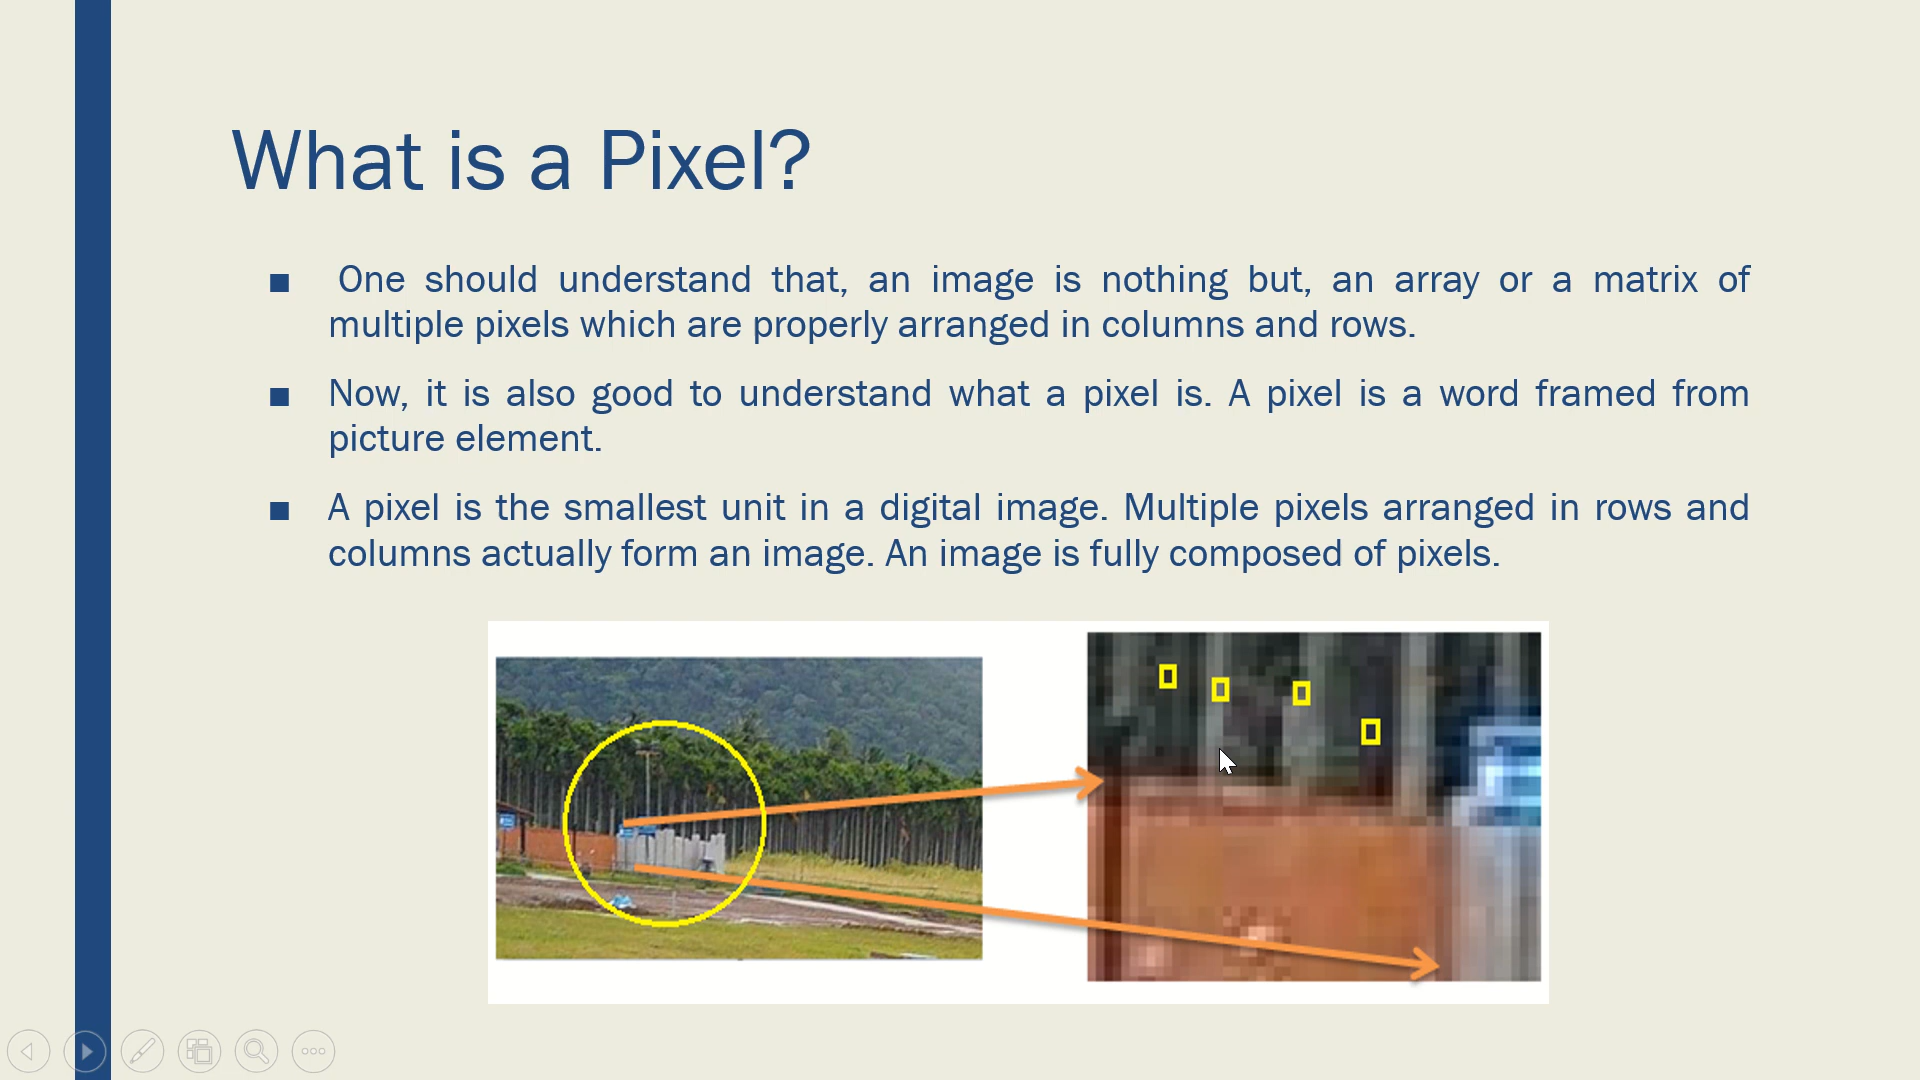 What is a Pixel?
One should understand that, an image is nothing but, an array or a matrix of
multiple pixels which are properly arranged in columns and rows.
Now, it is also good to understand what a pixel is. A pixel is a word framed from
picture element.
A pixel is the smallest unit in a digital image. Multiple pixels arranged in rows and
columns actually form an image. An image is fully composed of pixels.